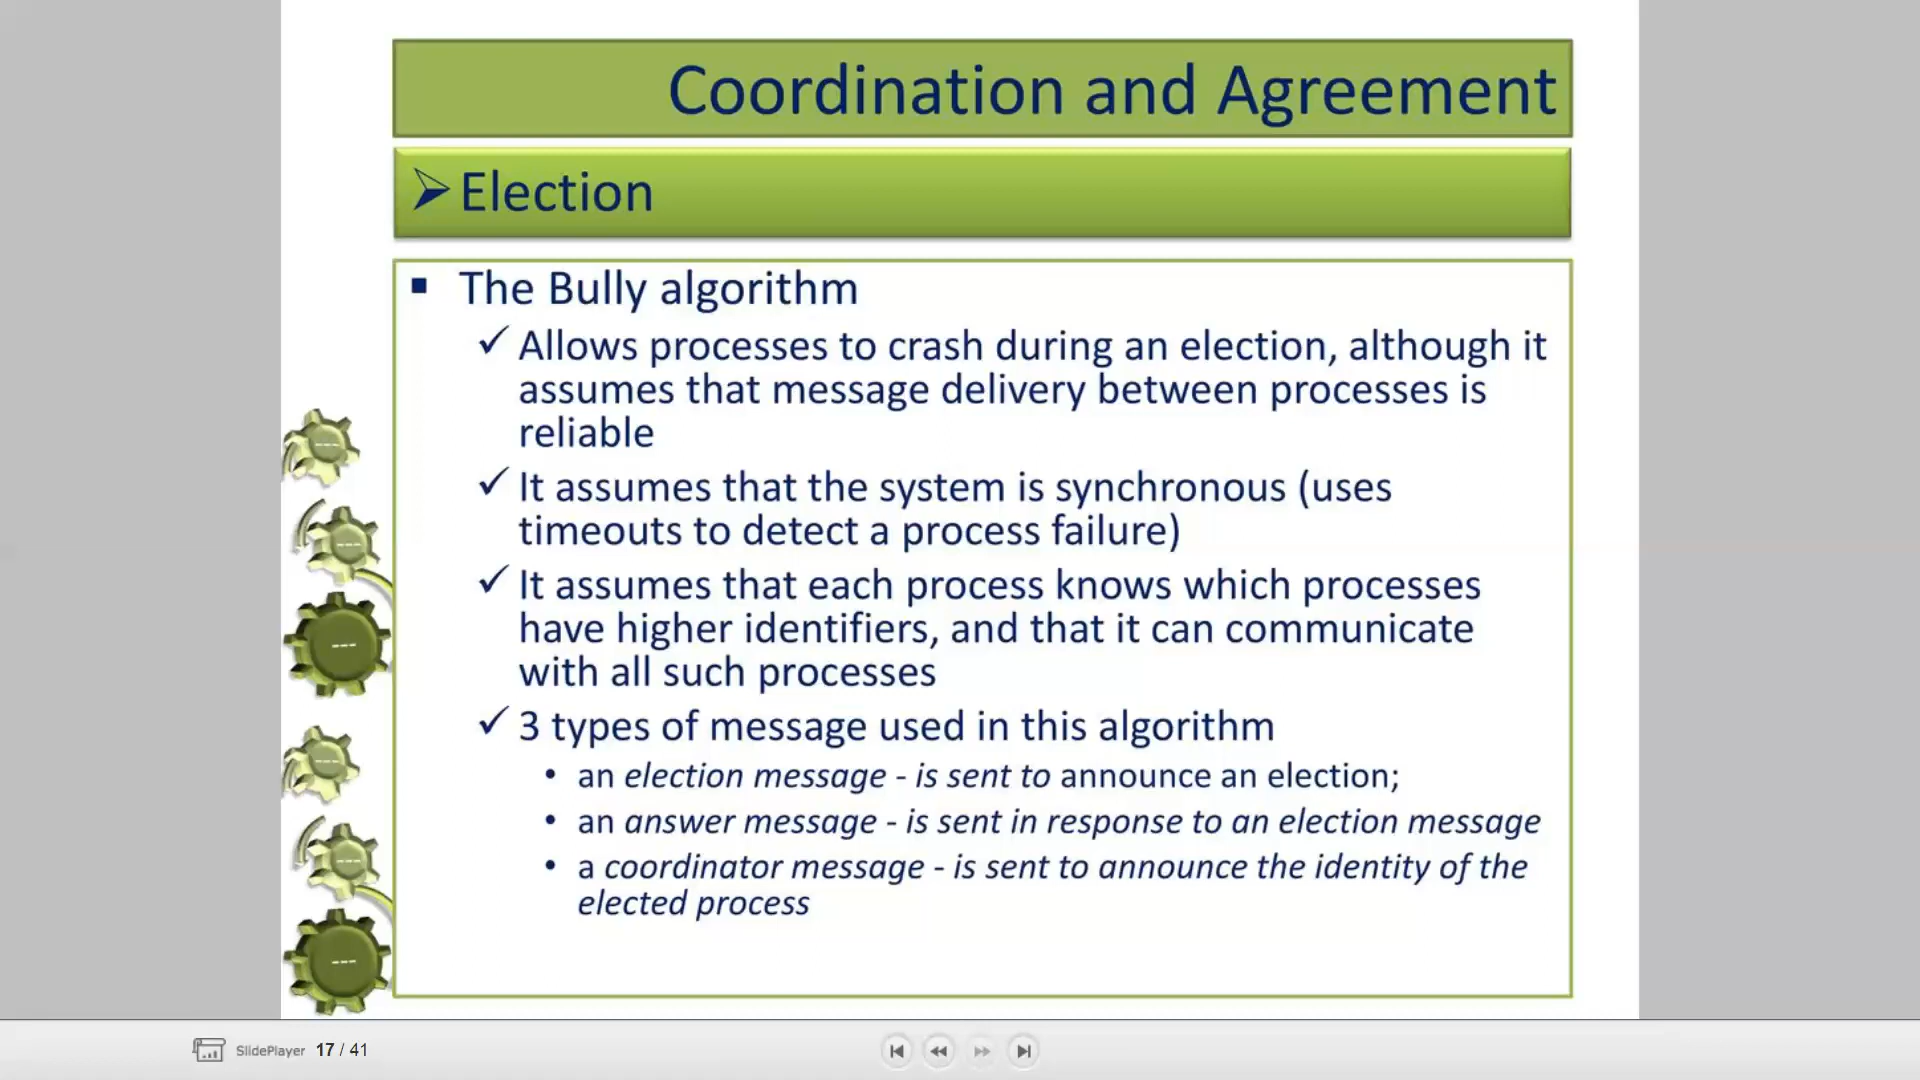 Coordination and Agreement
Election
The Bully algorithm
Allows processes to crash during an election, although it
assumes that message delivery between processes is
reliable
It assumes that the system is synchronous (uses
timeouts to detect a process failure)
It assumes that each process knows which processes
have higher identifiers, and that it can communicate
with all such processes
3 types of message used in this algorithm
an election message - is sent to announce an election;
an answer message - is sent in response to an election message
a coordinator message - is sent to announce the identity of the
elected process
SlidePlayer 17 / 41